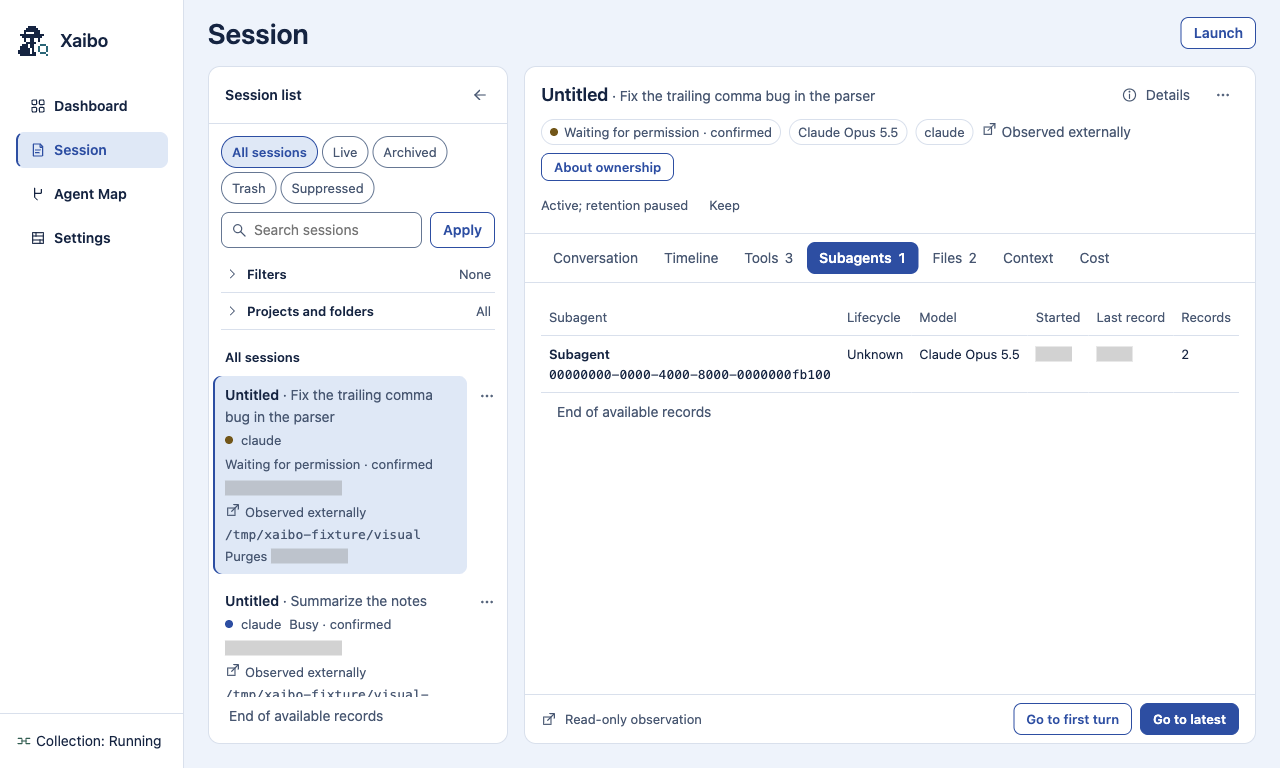 Xaibo
Dashboard
Session
Agent Map
Settings
Collection: Running
Session
Launch
Session list
All sessions
Live
Archived
Trash
Suppressed
Search sessions
Apply
Filters
None
Projects and folders
All
All sessions
Untitled · Fix the trailing comma
bug in the parser
claude
Waiting for permission · confirmed
Observed externally
/tmp/xaibo-fixture/visual
Purges
Untitled · Summarize the notes
claude Busy · confirmed
Observed externally
/tmp/xaibo-fixture/visual-
End of available records
Untitled · Fix the trailing comma bug in the parser
Details
Waiting for permission · confirmed
Claude Opus 5.5
claude
Observed externally
About ownership
Active; retention paused
Keep
Conversation
Timeline
Tools 3
Subagents 1
Files 2
Context
Cost
Subagent
Lifecycle
Model
Started
Last record
Records
Subagent
00000000-0000-4000-8000-0000000fb100
Unknown
Claude Opus 5.5
2
End of available records
Read-only observation
Go to first turn
Go to latest